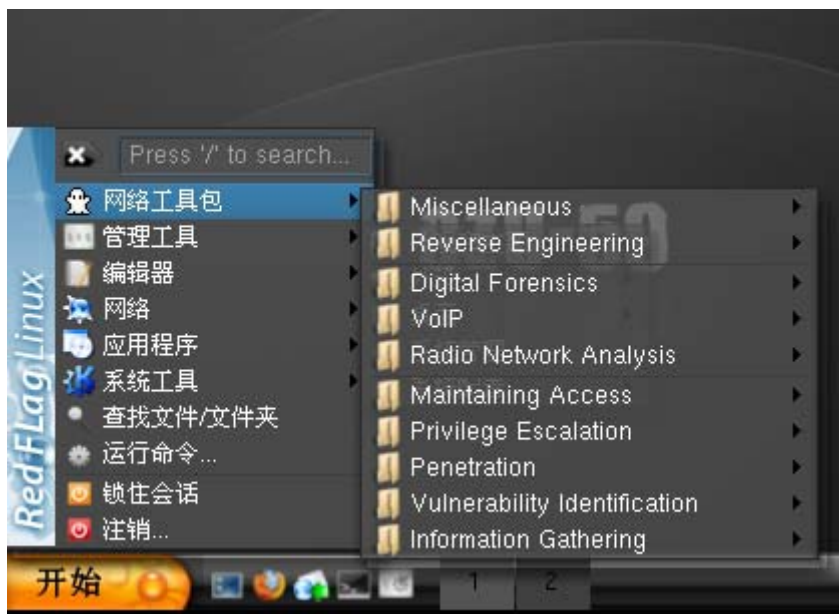 Press '/' to search...
网络工具包
管理工具
编辑器
网络
应用程序
系统工具
查找文件/文件夹
运行命令...
锁住会话
注销...
Red FLag Linux
Miscellaneous
Reverse Engineering
Digital Forensics
VoIP
Radio Network Analysis
Maintaining Access
Privilege Escalation
Penetration
Vulnerability Identification
Information Gathering
开始
1
2